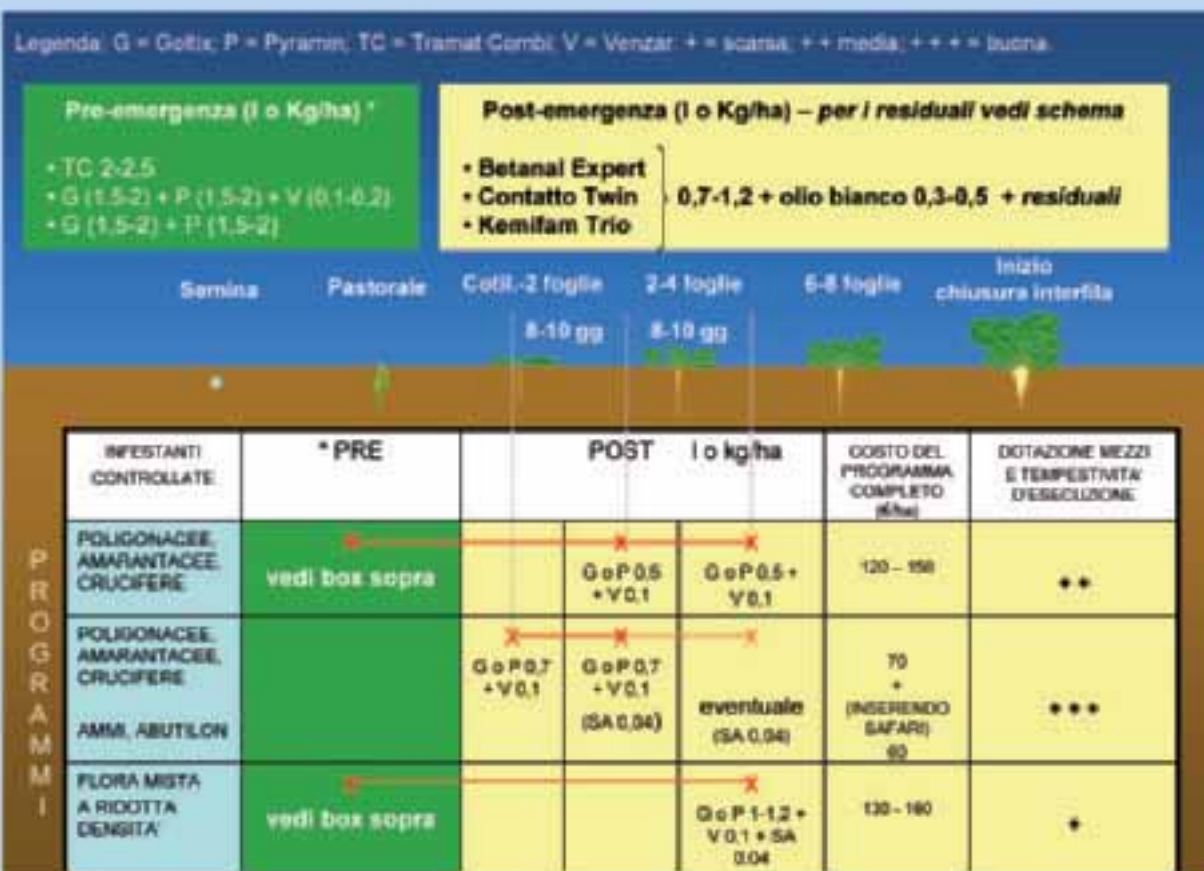 Legenda: G = Goltix; P = Pyramin; TC = Tramat Combi; V = Venzar; + = scarsa; + + media; + + + = buona.
Pre-emergenza (l o Kg/ha) *
• TC 2-2,5
• G (1,5-2) + P (1,5-2) + V (0,1-0,2)
• G (1,5-2) + P (1,5-2)
Post-emergenza (l o Kg/ha) – per i residuali vedi schema
• Betanal Expert
• Contatto Twin
• Kemifam Trio
0,7-1,2 + olio bianco 0,3-0,5 + residuali
Semina
Pastorale
Cotil.-2 foglie
2-4 foglie
6-8 foglie
Inizio
chiusura interfila
8-10 gg
8-10 gg
PROGRAMMI
INFESTANTI
CONTROLLATE
* PRE
POST l o kg/ha
COSTO DEL
PROGRAMMA
COMPLETO
(€/ha)
DOTAZIONE MEZZI
E TEMPESTIVITA'
D'ESECUZIONE
POLIGONACEE,
AMARANTACEE,
CRUCIFERE
vedi box sopra
G o P 0,5
+ V 0,1
G o P 0,5 +
V 0,1
120 – 150
++
POLIGONACEE,
AMARANTACEE,
CRUCIFERE
AMMI, ABUTILON
G o P 0,7
+ V 0,1
G o P 0,7
+ V 0,1
(SA 0,04)
eventuale
(SA 0,04)
70
+
(INSERENDO
SAFARI)
60
+++
FLORA MISTA
A RIDOTTA
DENSITA'
vedi box sopra
G o P 1-1,2 +
V 0,1 + SA
0,04
130 - 160
+